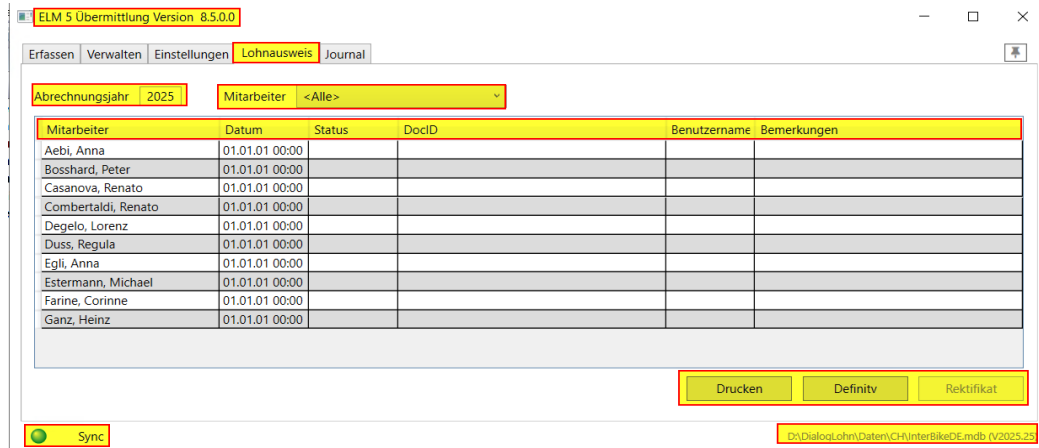 ELM 5 Übermittlung Version 8.5.0.0
Erfassen Verwalten Einstellungen Lohnausweis Journal
Abrechnungsjahr 2025 Mitarbeiter <Alle>
Mitarbeiter Datum Status DocID Benutzername Bemerkungen
Aebi, Anna 01.01.01 00:00
Bosshard, Peter 01.01.01 00:00
Casanova, Renato 01.01.01 00:00
Combertaldi, Renato 01.01.01 00:00
Degelo, Lorenz 01.01.01 00:00
Duss, Regula 01.01.01 00:00
Egli, Anna 01.01.01 00:00
Estermann, Michael 01.01.01 00:00
Farine, Corinne 01.01.01 00:00
Ganz, Heinz 01.01.01 00:00
Drucken Definitv Rektifikat
Sync D:\DialogLohn\Daten\CH\InterBikeDE.mdb (V2025.25